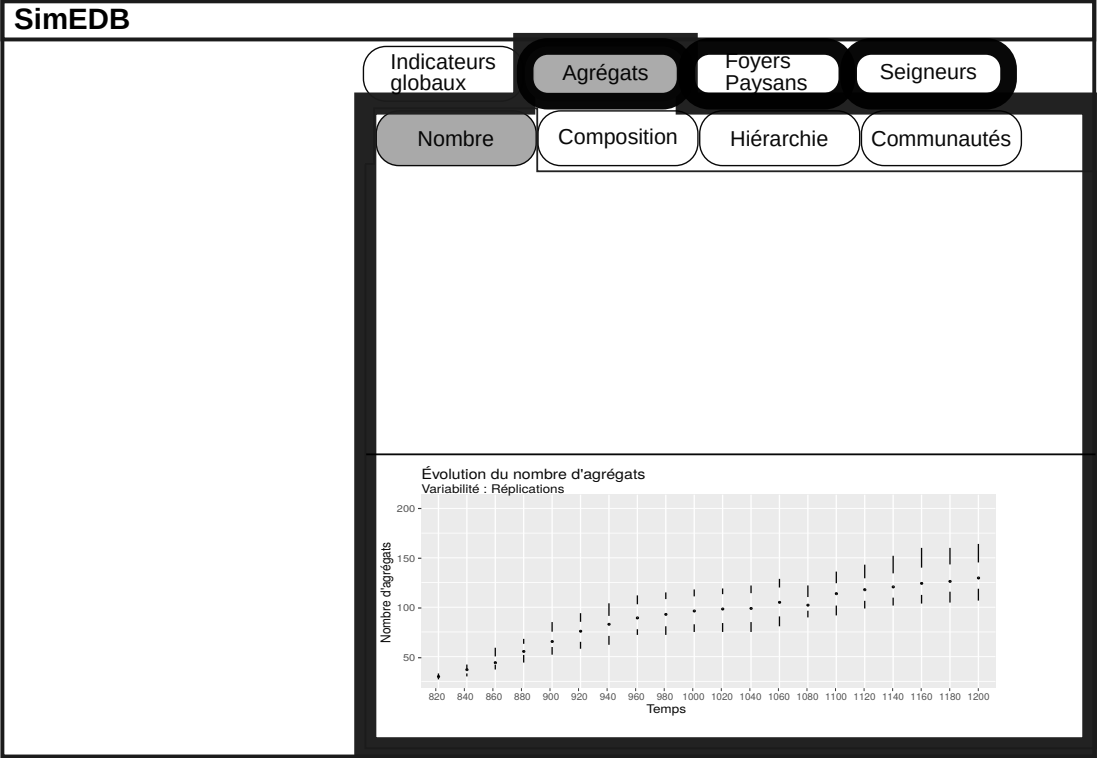 SimEDB
Indicateurs
globaux
Agrégats
Foyers
Paysans
Seigneurs
Nombre
Composition
Hiérarchie
Communautés
Évolution du nombre d'agrégats
Variabilité : Réplications
Nombre d'agrégats
200
150
100
50
820 840 860 880 900 920 940 960 980 1000 1020 1040 1060 1080 1100 1120 1140 1160 1180 1200
Temps